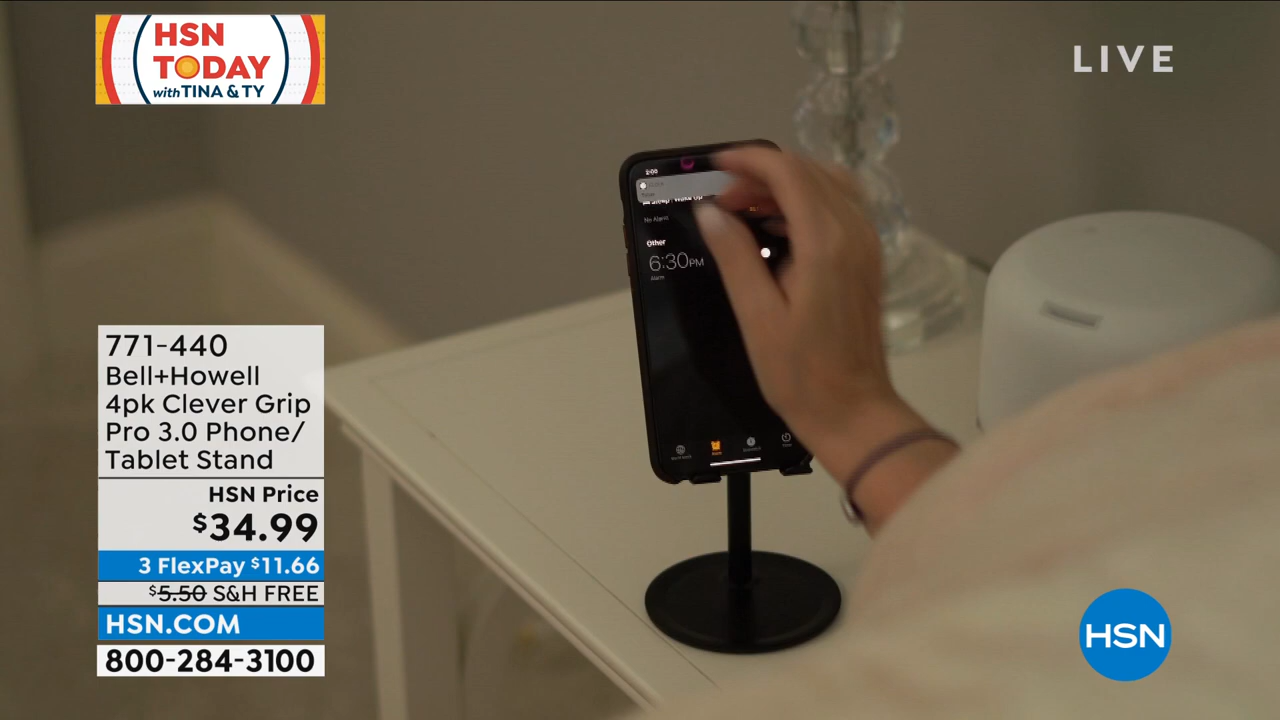 HSN
TODAY
with TINA & TY
LIVE
771-440
Bell+Howell
4pk Clever Grip
Pro 3.0 Phone/
Tablet Stand
HSN Price
$34.99
3 FlexPay $11.66
$5.50 S&H FREE
HSN.COM
800-284-3100
No Alarm
Other
6:30PM
Alarm
HSN